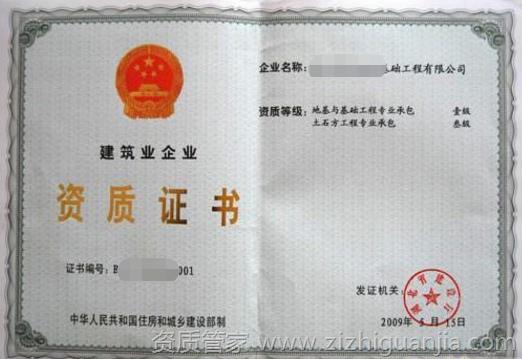 建筑业企业
资质证书
证书编号：B 001
中华人民共和国住房和城乡建设部制
企业名称： 基础工程有限公司
资质等级： 地基与基础工程专业承包 壹级
土石方工程专业承包 叁级
发证机关：
2009年 5 月 15日
资质管家 www.zizhiguanjia.com